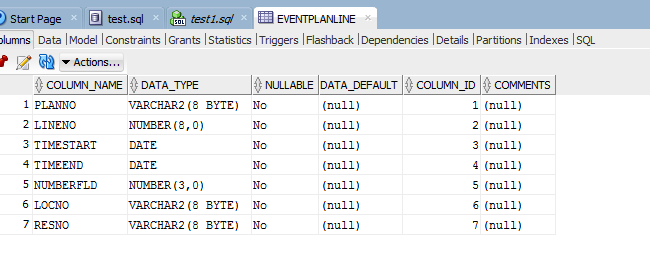 Start Page test.sql test1.sql EVENTPLANLINE
olumns Data Model Constraints Grants Statistics Triggers Flashback Dependencies Details Partitions Indexes SQL
Actions...
COLUMN_NAME DATA_TYPE NULLABLE DATA_DEFAULT COLUMN_ID COMMENTS
1 PLANNO VARCHAR2(8 BYTE) No (null) 1 (null)
2 LINENO NUMBER(8,0) No (null) 2 (null)
3 TIMESTART DATE No (null) 3 (null)
4 TIMEEND DATE No (null) 4 (null)
5 NUMBERFLD NUMBER(3,0) No (null) 5 (null)
6 LOCNO VARCHAR2(8 BYTE) No (null) 6 (null)
7 RESNO VARCHAR2(8 BYTE) No (null) 7 (null)